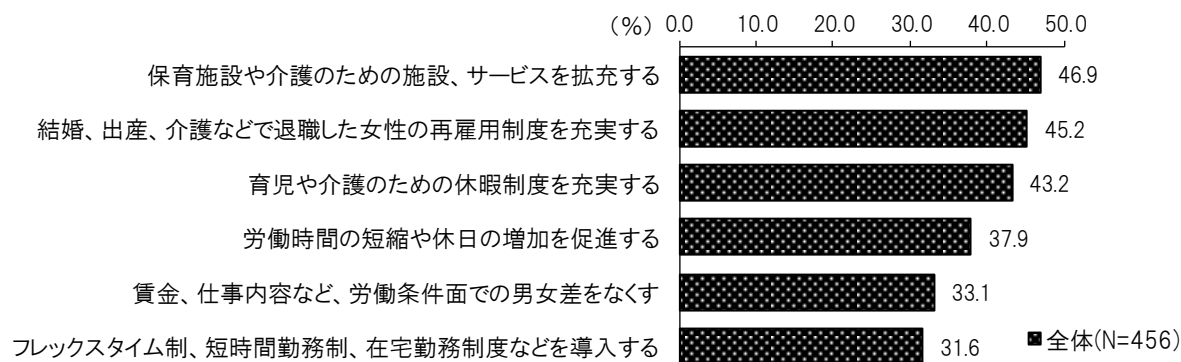 (%) 0.0 10.0 20.0 30.0 40.0 50.0
保育施設や介護のための施設、サービスを拡充する 46.9
結婚、出産、介護などで退職した女性の再雇用制度を充実する 45.2
育児や介護のための休暇制度を充実する 43.2
労働時間の短縮や休日の増加を促進する 37.9
賃金、仕事内容など、労働条件面での男女差をなくす 33.1
フレックスタイム制、短時間勤務制、在宅勤務制度などを導入する 31.6 全体(N=456)